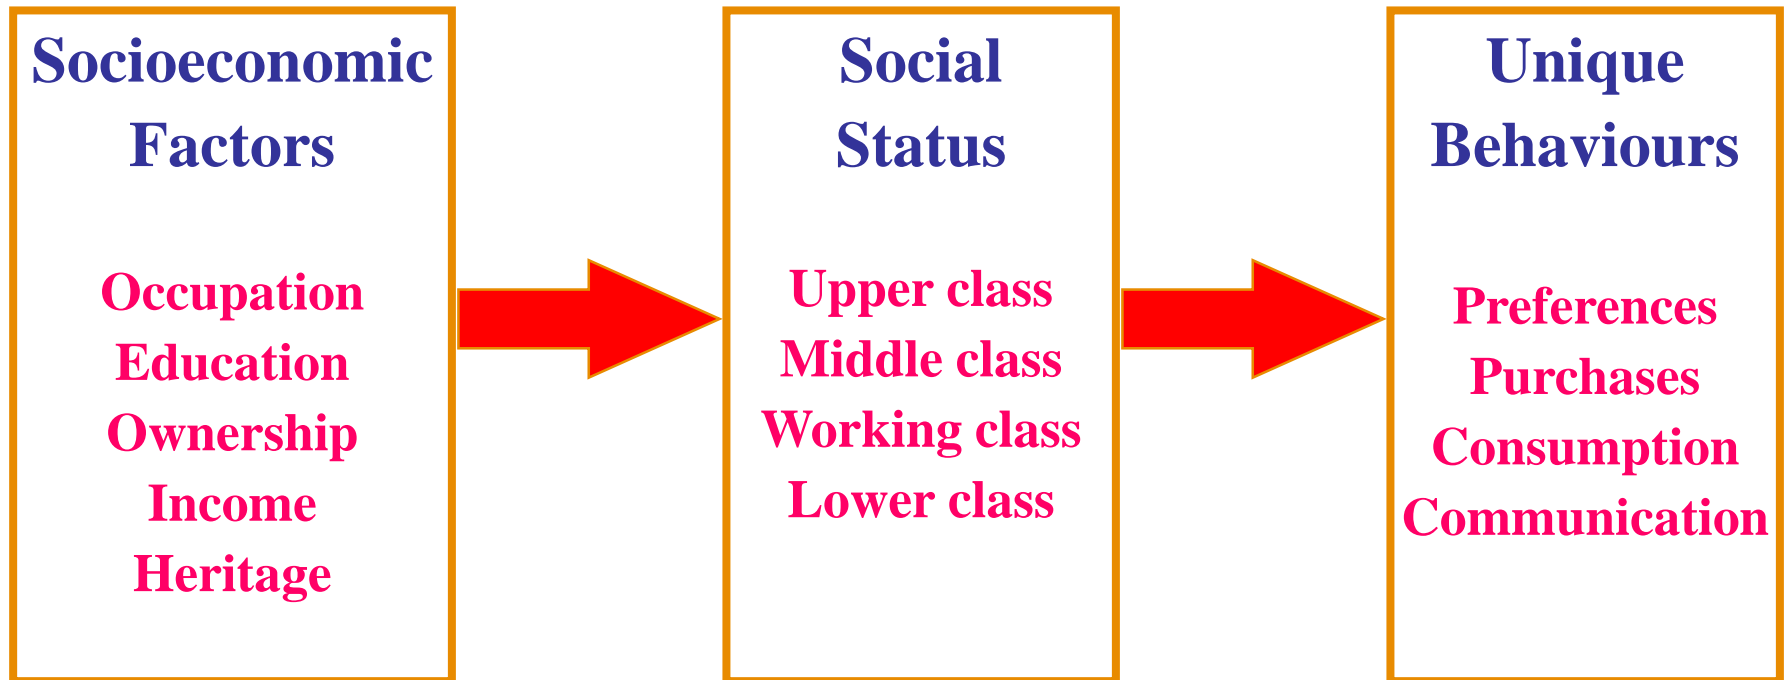 Socioeconomic
Factors
Occupation
Education
Ownership
Income
Heritage
Social
Status
Upper class
Middle class
Working class
Lower class
Unique
Behaviours
Preferences
Purchases
Consumption
Communication